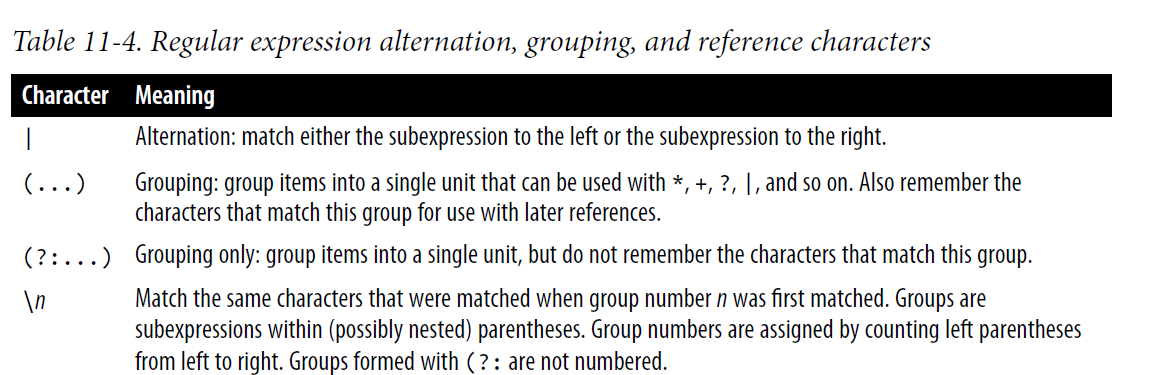 Table 11-4. Regular expression alternation, grouping, and reference characters
Character Meaning
| Alternation: match either the subexpression to the left or the subexpression to the right.
(...) Grouping: group items into a single unit that can be used with *, +, ?, |, and so on. Also remember the
characters that match this group for use with later references.
(?:...) Grouping only: group items into a single unit, but do not remember the characters that match this group.
\n Match the same characters that were matched when group number n was first matched. Groups are
subexpressions within (possibly nested) parentheses. Group numbers are assigned by counting left parentheses
from left to right. Groups formed with (?: are not numbered.